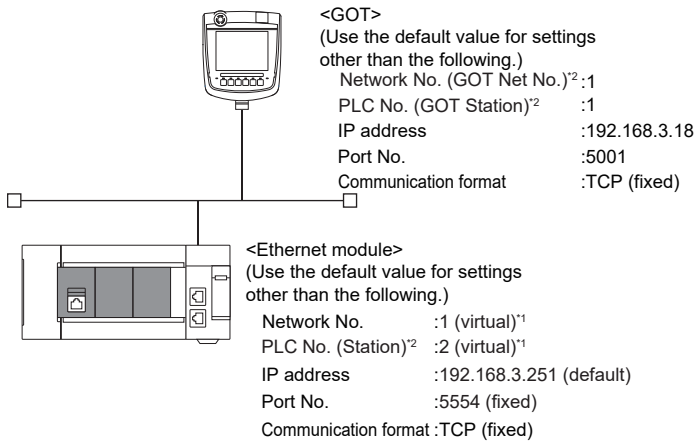 <GOT>
(Use the default value for settings
other than the following.)
Network No. (GOT Net No.)*2 :1
PLC No. (GOT Station)*2 :1
IP address :192.168.3.18
Port No. :5001
Communication format :TCP (fixed)
<Ethernet module>
(Use the default value for settings
other than the following.)
Network No. :1 (virtual)*1
PLC No. (Station)*2 :2 (virtual)*1
IP address :192.168.3.251 (default)
Port No. :5554 (fixed)
Communication format :TCP (fixed)